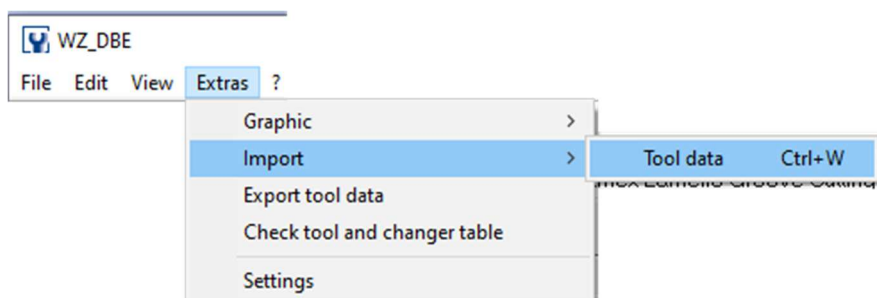 WZ_DBE
File Edit View Extras ?
Graphic >
Import >
Tool data Ctrl+W
Export tool data
Check tool and changer table
Settings